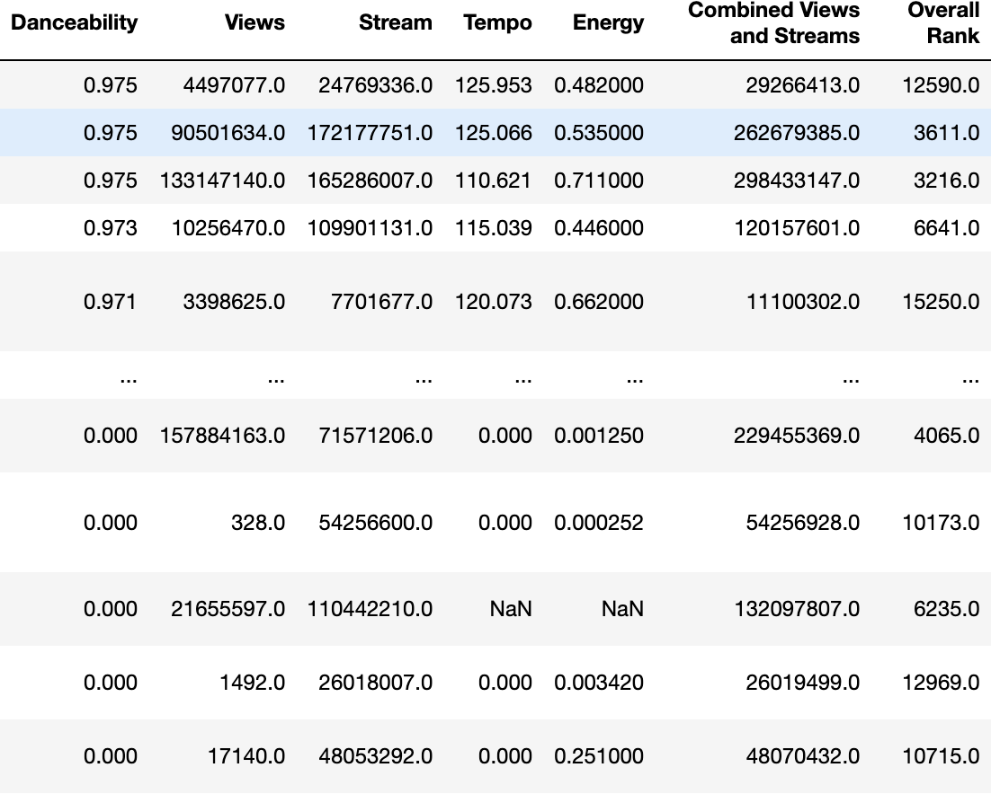 Danceability Views Stream Tempo Energy Combined Views and Streams Overall Rank
0.975 4497077.0 24769336.0 125.953 0.482000 29266413.0 12590.0
0.975 90501634.0 172177751.0 125.066 0.535000 262679385.0 3611.0
0.975 133147140.0 165286007.0 110.621 0.711000 298433147.0 3216.0
0.973 10256470.0 109901131.0 115.039 0.446000 120157601.0 6641.0
0.971 3398625.0 7701677.0 120.073 0.662000 11100302.0 15250.0
... ... ... ... ... ... ...
0.000 157884163.0 71571206.0 0.000 0.001250 229455369.0 4065.0
0.000 328.0 54256600.0 0.000 0.000252 54256928.0 10173.0
0.000 21655597.0 110442210.0 NaN NaN 132097807.0 6235.0
0.000 1492.0 26018007.0 0.000 0.003420 26019499.0 12969.0
0.000 17140.0 48053292.0 0.000 0.251000 48070432.0 10715.0